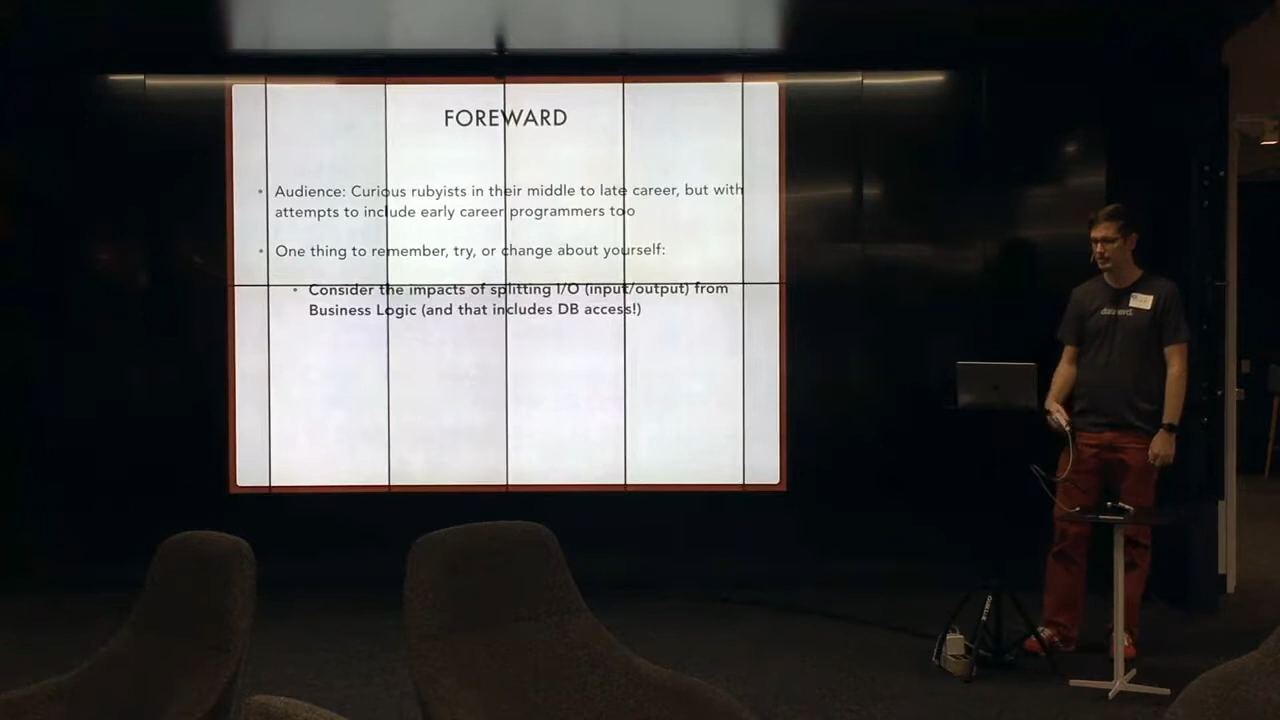 FOREWARD
• Audience: Curious rubyists in their middle to late career, but with
attempts to include early career programmers too
• One thing to remember, try, or change about yourself:
• Consider the impacts of splitting I/O (input/output) from
Business Logic (and that includes DB access!)